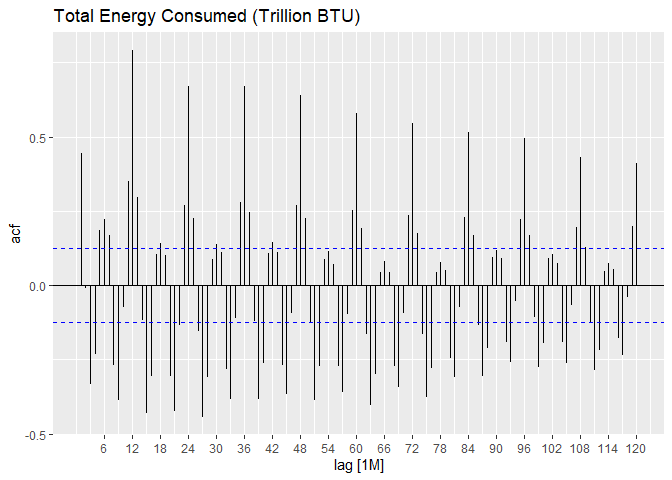 Total Energy Consumed (Trillion BTU)
acf
0.5
0.0
-0.5
6 12 18 24 30 36 42 48 54 60 66 72 78 84 90 96 102 108 114 120
lag [1M]